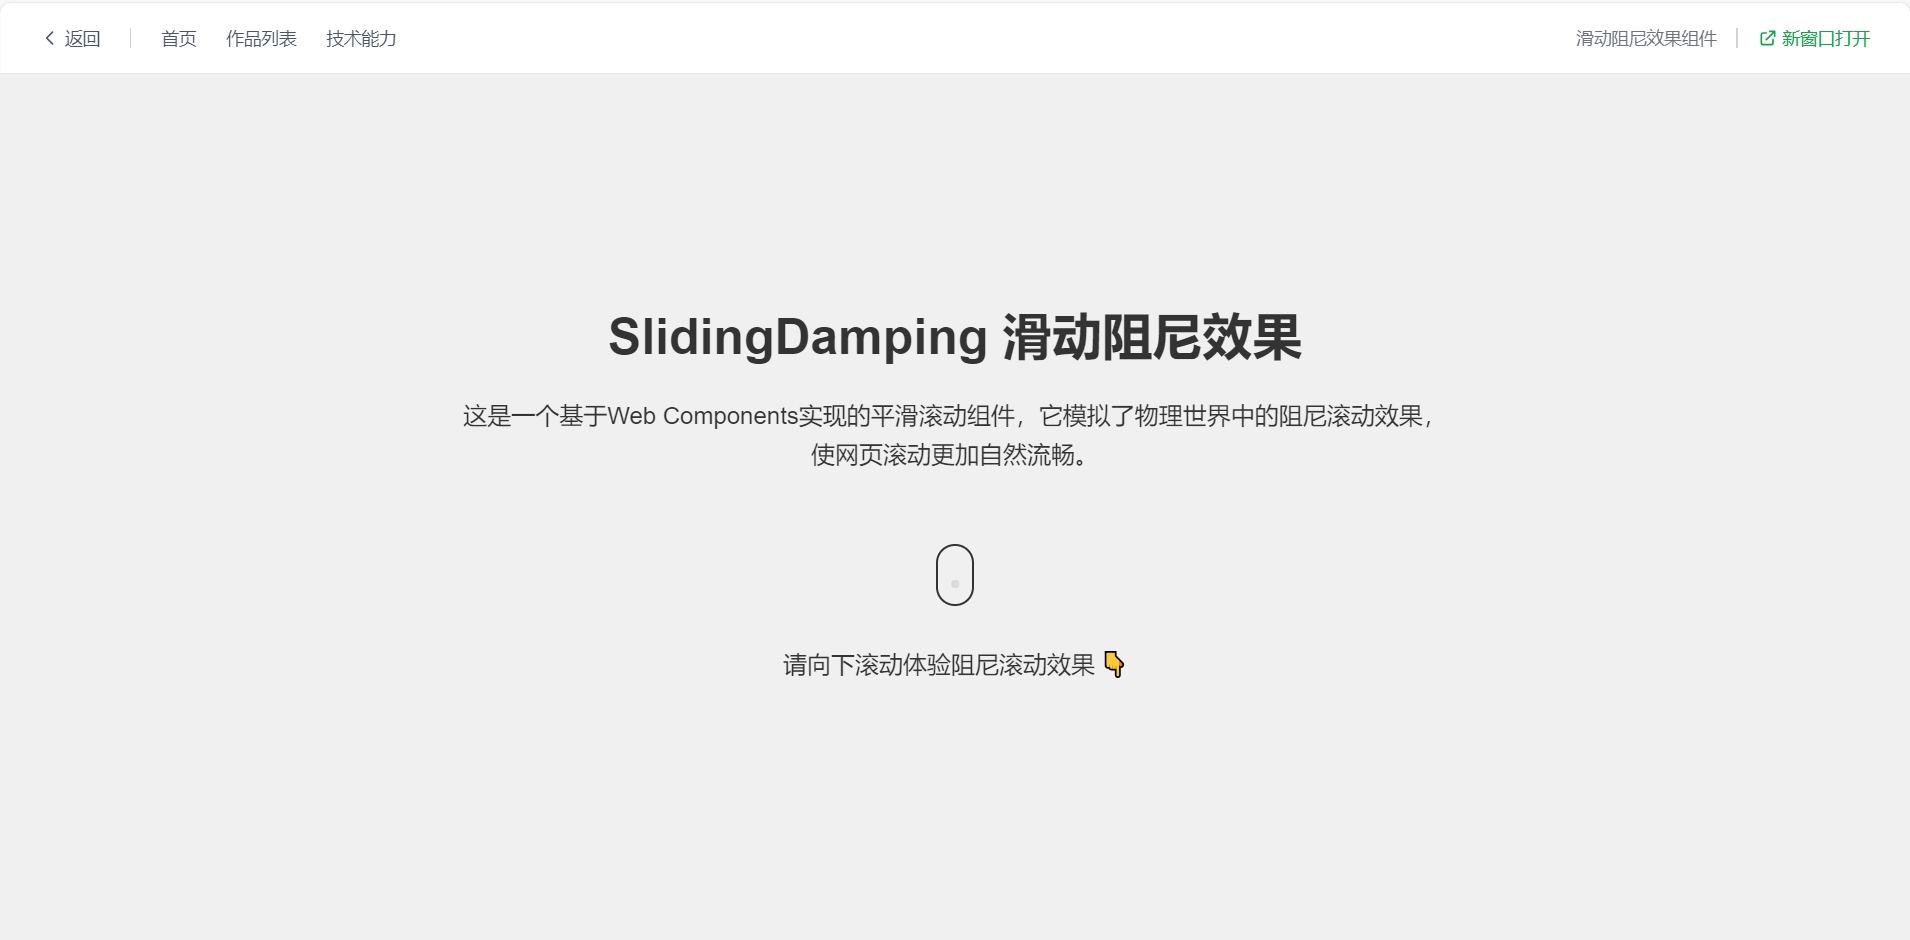 返回 首页 作品列表 技术能力 滑动阻尼效果组件 新窗口打开
SlidingDamping 滑动阻尼效果
这是一个基于Web Components实现的平滑滚动组件，它模拟了物理世界中的阻尼滚动效果，
使网页滚动更加自然流畅。
请向下滚动体验阻尼滚动效果 👇